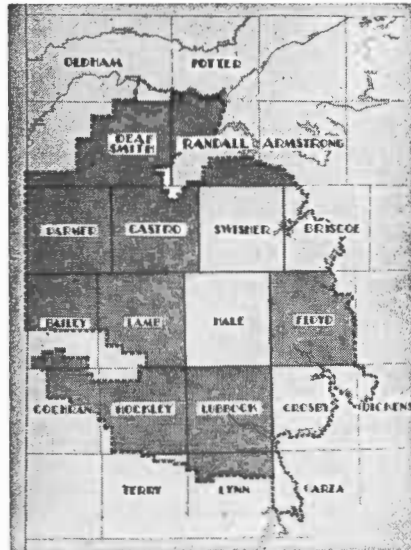 OLDHAM POTTER
DEAF
SMITH RANDALL ARMSTRONG
PARMER CASTRO SWISHER BRISCOE
BAILEY LAMB HALE FLOYD
COCHRAN HOCKLEY LUBBOCK CROSBY DICKENS
TERRY LYNN GARZA